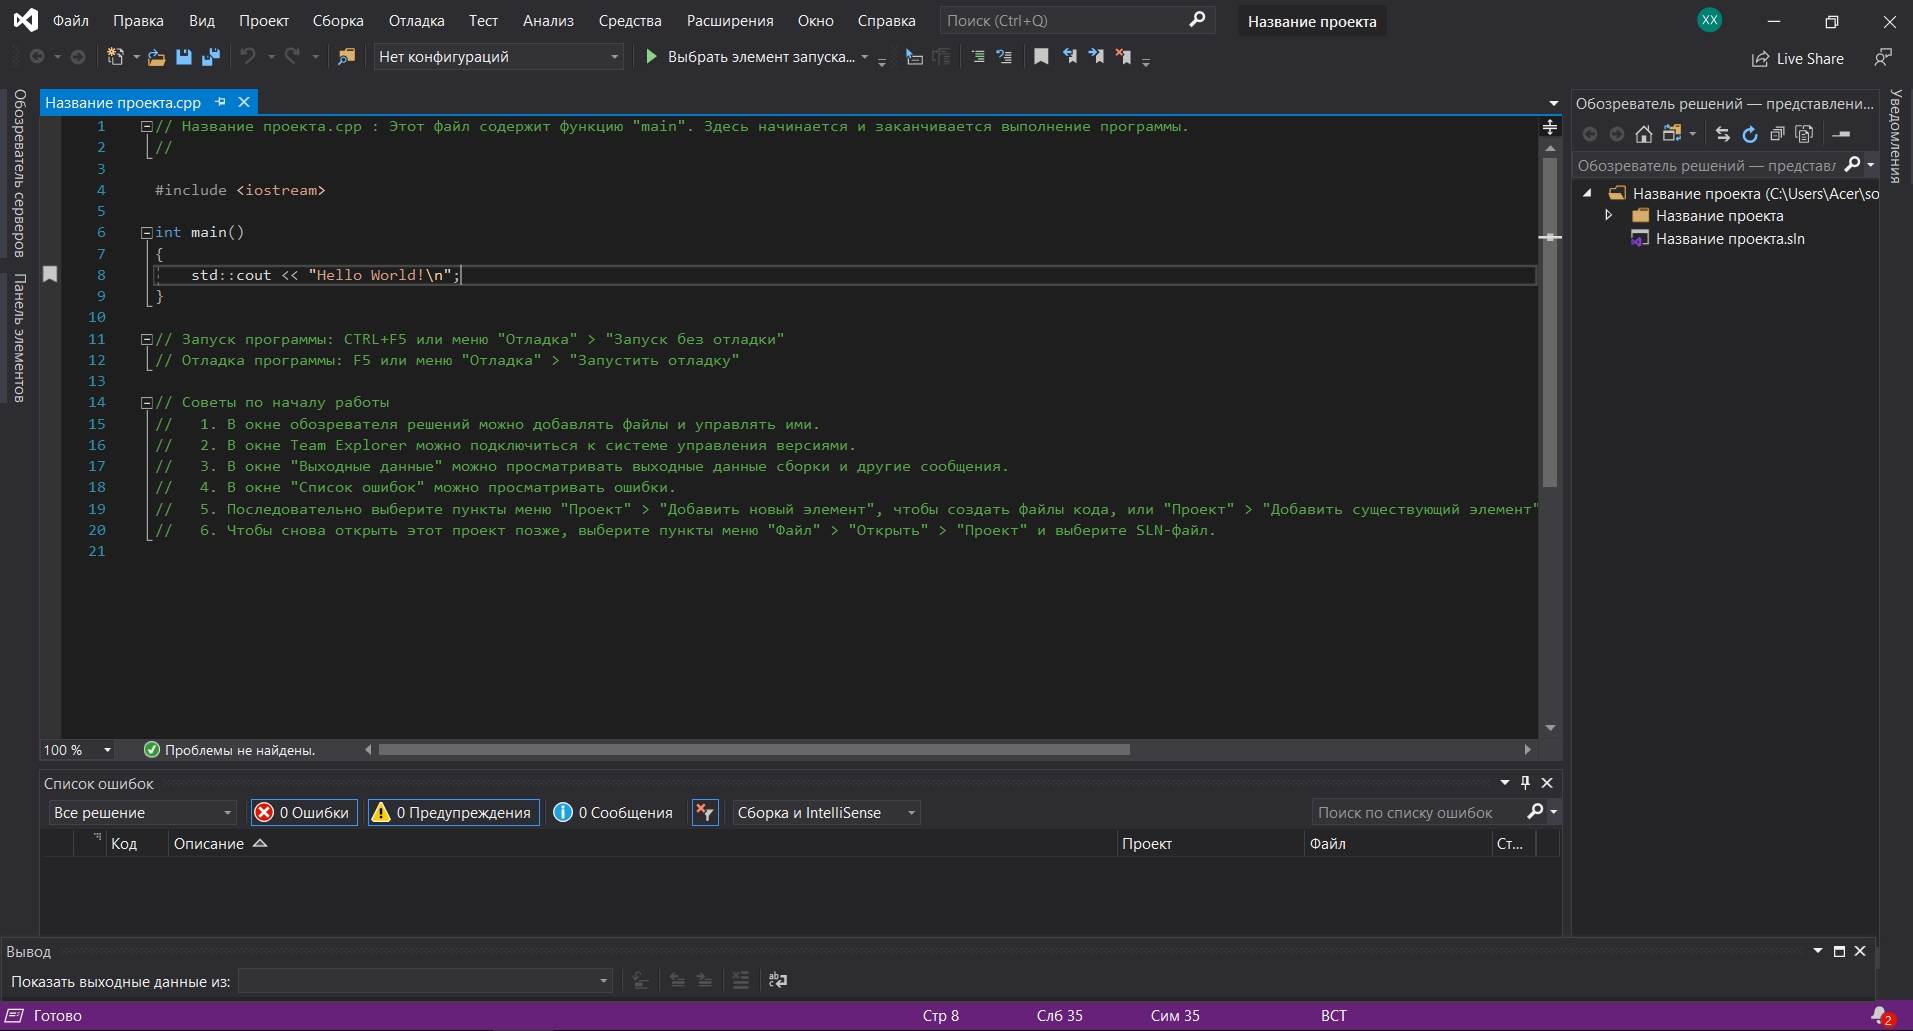 Файл Правка Вид Проект Сборка Отладка Тест Анализ Средства Расширения Окно Справка Поиск (Ctrl+Q) Название проекта XX
Нет конфигураций Выбрать элемент запуска... Live Share
Обозреватель серверов
Панель элементов
Название проекта.cpp
1 // Название проекта.cpp : Этот файл содержит функцию "main". Здесь начинается и заканчивается выполнение программы.
2 //
3
4 #include <iostream>
5
6 int main()
7 {
8 std::cout << "Hello World!\n";
9 }
10
11 // Запуск программы: CTRL+F5 или меню "Отладка" > "Запуск без отладки"
12 // Отладка программы: F5 или меню "Отладка" > "Запустить отладку"
13
14 // Советы по началу работы
15 // 1. В окне обозревателя решений можно добавлять файлы и управлять ими.
16 // 2. В окне Team Explorer можно подключиться к системе управления версиями.
17 // 3. В окне "Выходные данные" можно просматривать выходные данные сборки и другие сообщения.
18 // 4. В окне "Список ошибок" можно просматривать ошибки.
19 // 5. Последовательно выберите пункты меню "Проект" > "Добавить новый элемент", чтобы создать файлы кода, или "Проект" > "Добавить существующий элемент"
20 // 6. Чтобы снова открыть этот проект позже, выберите пункты меню "Файл" > "Открыть" > "Проект" и выберите SLN-файл.
21
100 % Проблемы не найдены.
Обозреватель решений — представлени...
Обозреватель решений — представл
Название проекта (C:\Users\Acer\so
Название проекта
Название проекта.sln
Уведомления
Список ошибок
Все решение 0 Ошибки 0 Предупреждения 0 Сообщения Сборка и IntelliSense Поиск по списку ошибок
Код Описание Проект Файл Ст...
Вывод
Показать выходные данные из:
Готово Стр 8 Слб 35 Сим 35 ВСТ 2